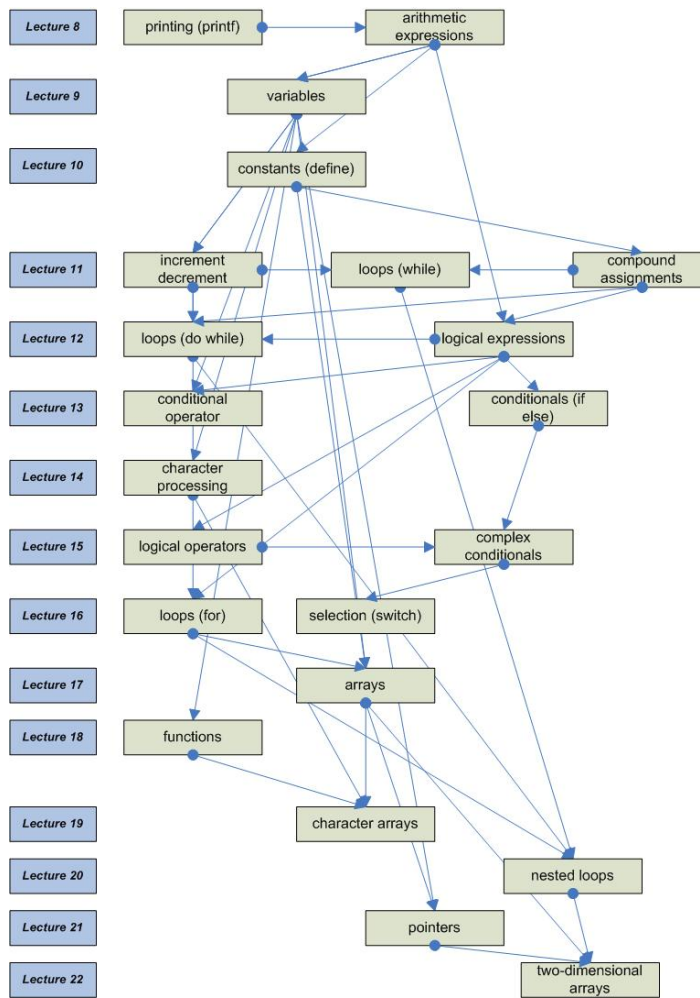 Lecture 8
printing (printf)
arithmetic
expressions
Lecture 9
variables
Lecture 10
constants (define)
Lecture 11
increment
decrement
loops (while)
compound
assignments
Lecture 12
loops (do while)
logical expressions
Lecture 13
conditional
operator
conditionals (if
else)
Lecture 14
character
processing
Lecture 15
logical operators
complex
conditionals
Lecture 16
loops (for)
selection (switch)
Lecture 17
arrays
Lecture 18
functions
Lecture 19
character arrays
Lecture 20
nested loops
Lecture 21
pointers
Lecture 22
two-dimensional
arrays